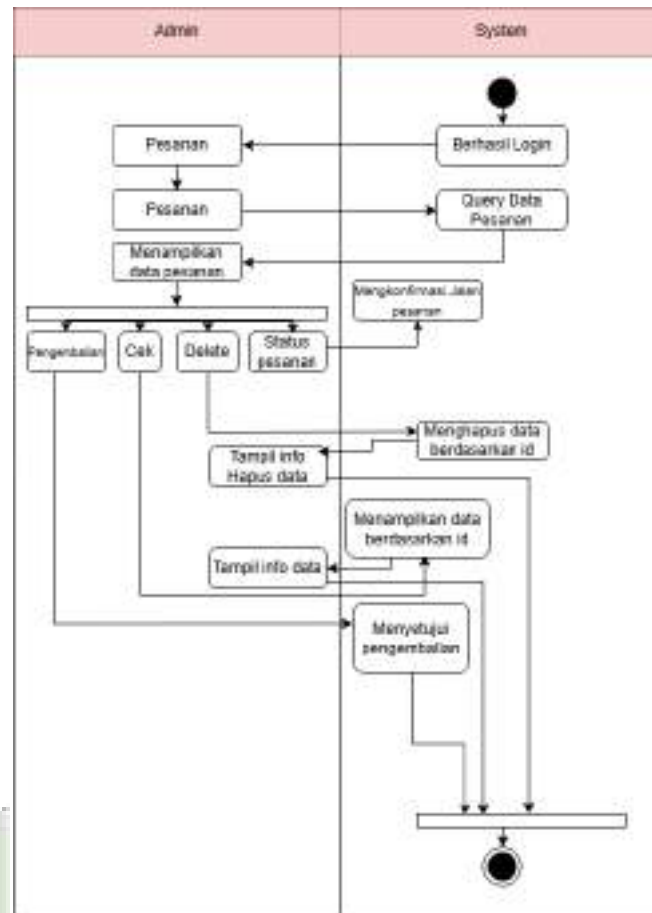 Admin
System
Berhasil Login
Pesanan
Pesanan
Query Data
Pesanan
Menampilkan
data pesanan
Mengkonfirmasi Jalan
pesanan
Pengembalian
Cek
Delete
Status
pesanan
Menghapus data
berdasarkan id
Tampil info
Hapus data
Menampilkan data
berdasarkan id
Tampil info data
Menyetujui
pengembalian